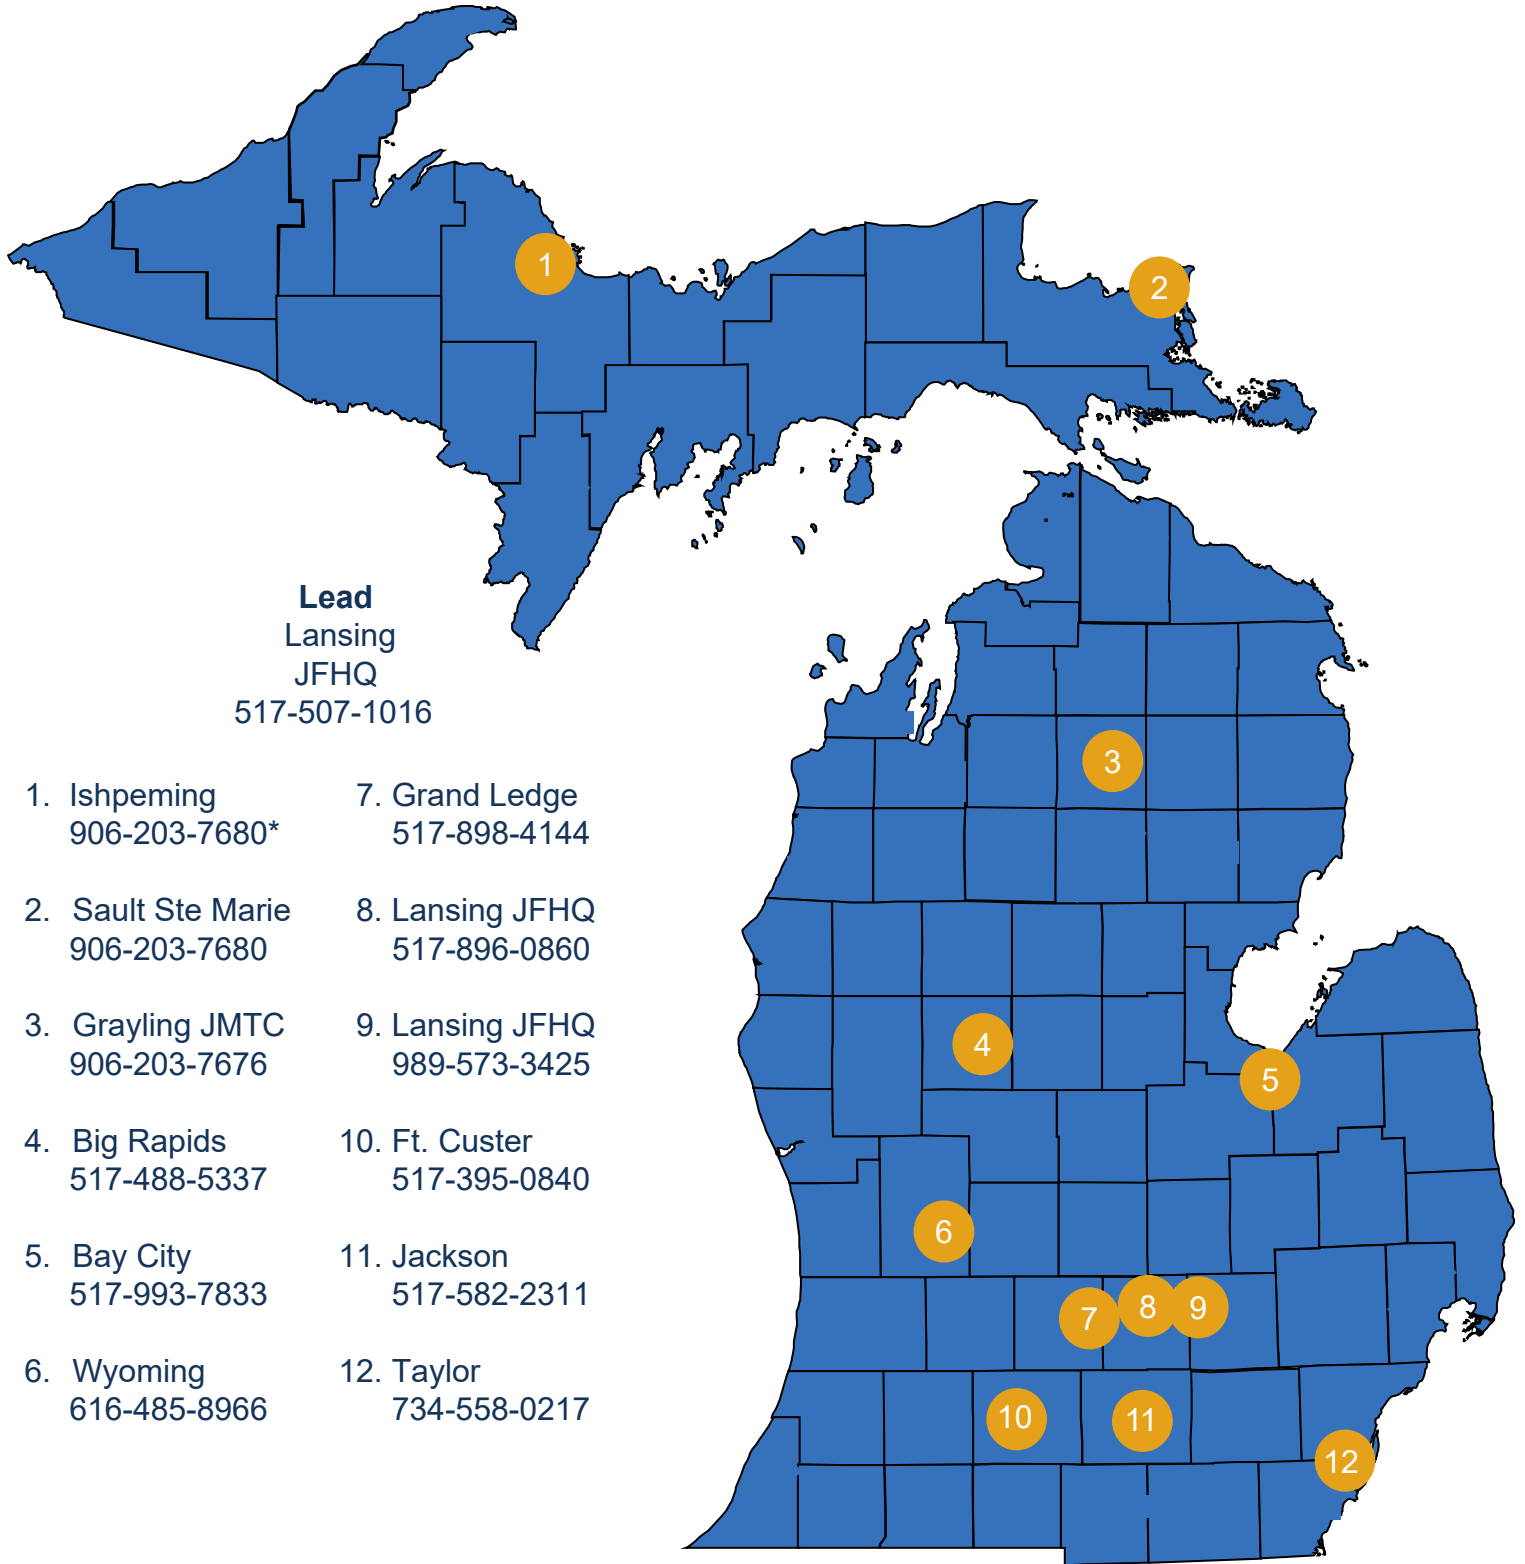 Lead
Lansing
JFHQ
517-507-1016
1. Ishpeming
906-203-7680*
2. Sault Ste Marie
906-203-7680
3. Grayling JMTC
906-203-7676
4. Big Rapids
517-488-5337
5. Bay City
517-993-7833
6. Wyoming
616-485-8966
7. Grand Ledge
517-898-4144
8. Lansing JFHQ
517-896-0860
9. Lansing JFHQ
989-573-3425
10. Ft. Custer
517-395-0840
11. Jackson
517-582-2311
12. Taylor
734-558-0217
1
2
3
4
5
6
7
8
9
10
11
12